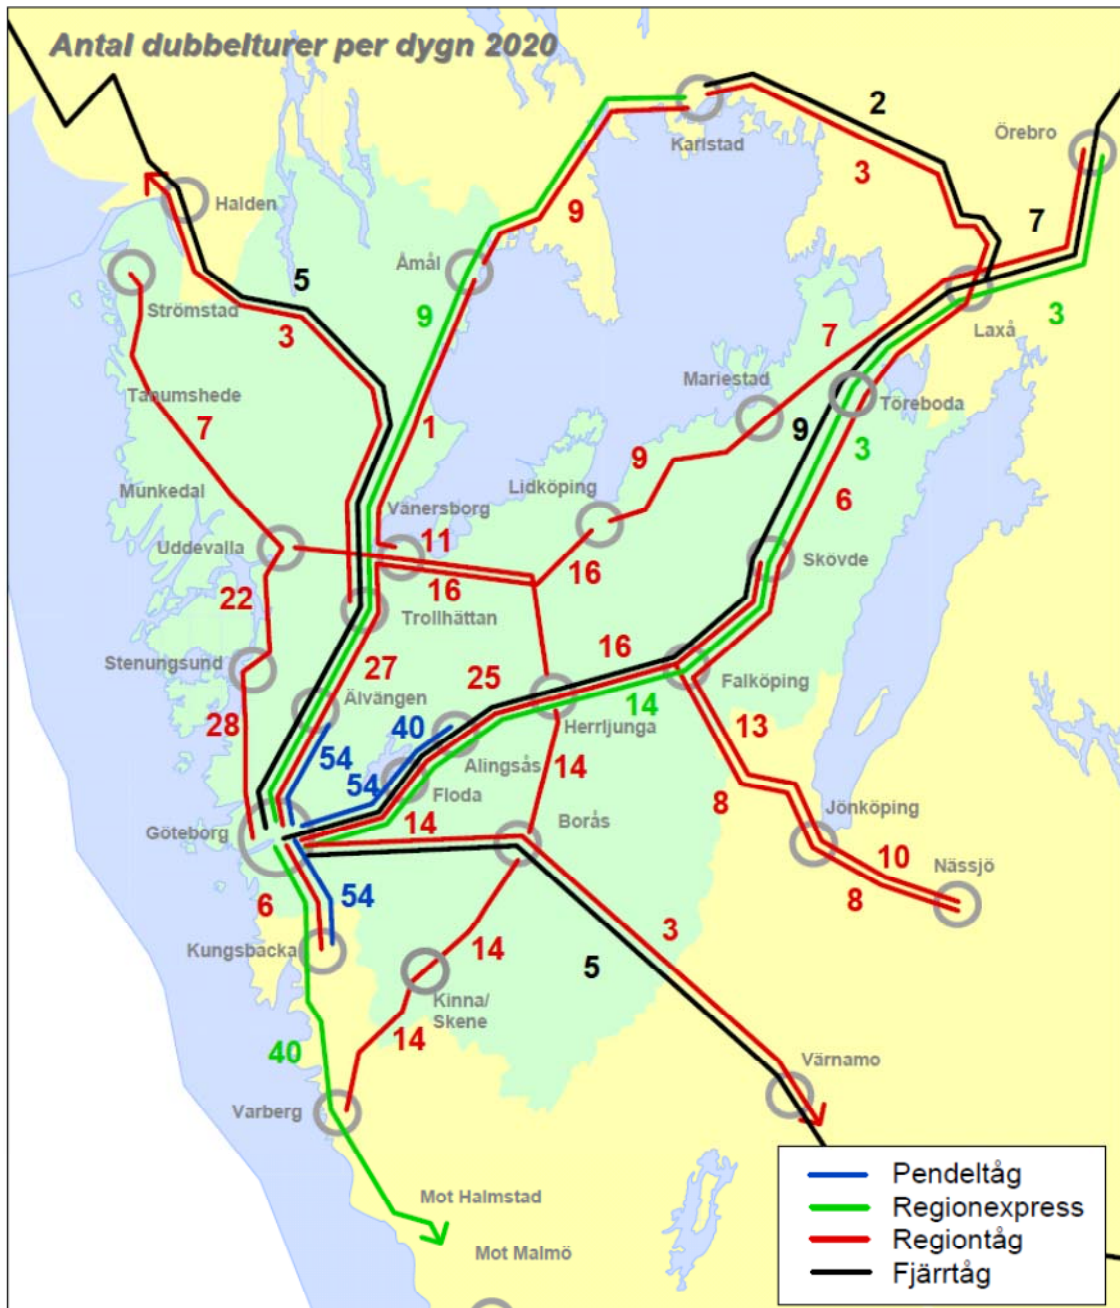 Antal dubbelturer per dygn 2020
2
Karlstad
Örebro
3
7
Halden
9
Åmål
5
Strömstad
9
3
Laxå
3
7
Mariestad
Tanumshede
Töreboda
7
1
9
3
9
Lidköping
6
Munkedal
Vänersborg
11
Uddevalla
16
16
Skövde
22
Trollhättan
16
Stenungsund
27
25
Falköping
Älvängen
14
28
40
Herrljunga
13
54
Alingsås
54
14
Floda
8
Jönköping
Göteborg
14
Borås
10
Nässjö
6
54
8
3
Kungsbacka
14
5
Kinna/
Skene
14
40
Värnamo
Varberg
Mot Halmstad
Mot Malmö
Pendeltåg
Regionexpress
Regiontåg
Fjärrtåg